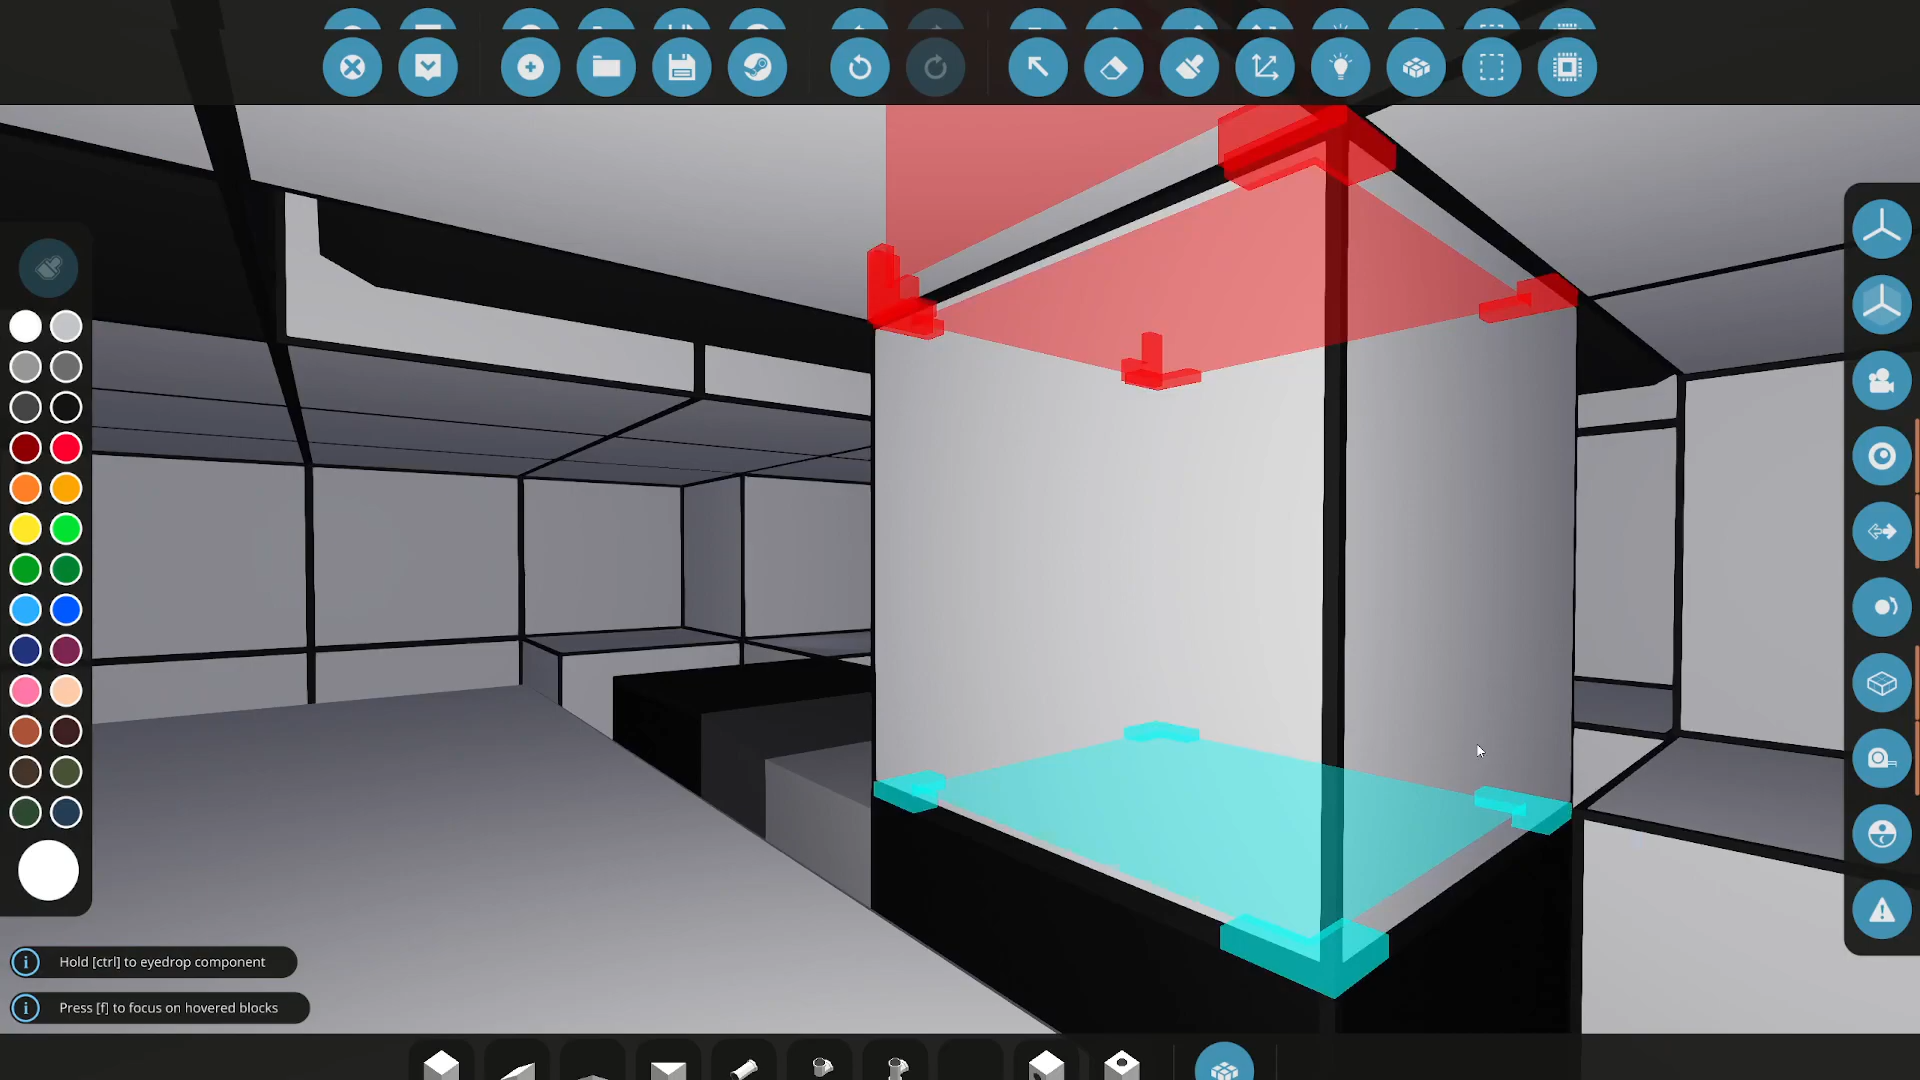 Hold [ctrl] to eyedrop component
Press [f] to focus on hovered blocks